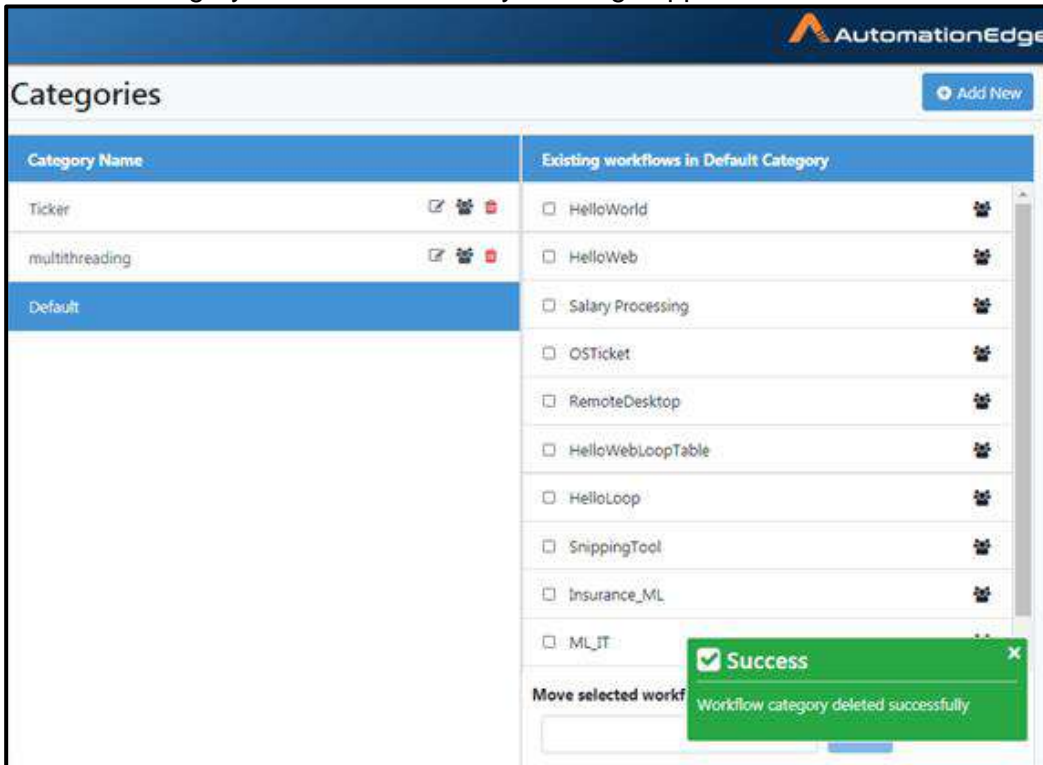 AutomationEdge
Categories
Add New
Category Name
Existing workflows in Default Category
Ticker
HelloWorld
multithreading
HelloWeb
Default
Salary Processing
OSTicket
RemoteDesktop
HelloWebLoopTable
HelloLoop
SnippingTool
Insurance_ML
ML_IT
Success
Move selected workf
Workflow category deleted successfully